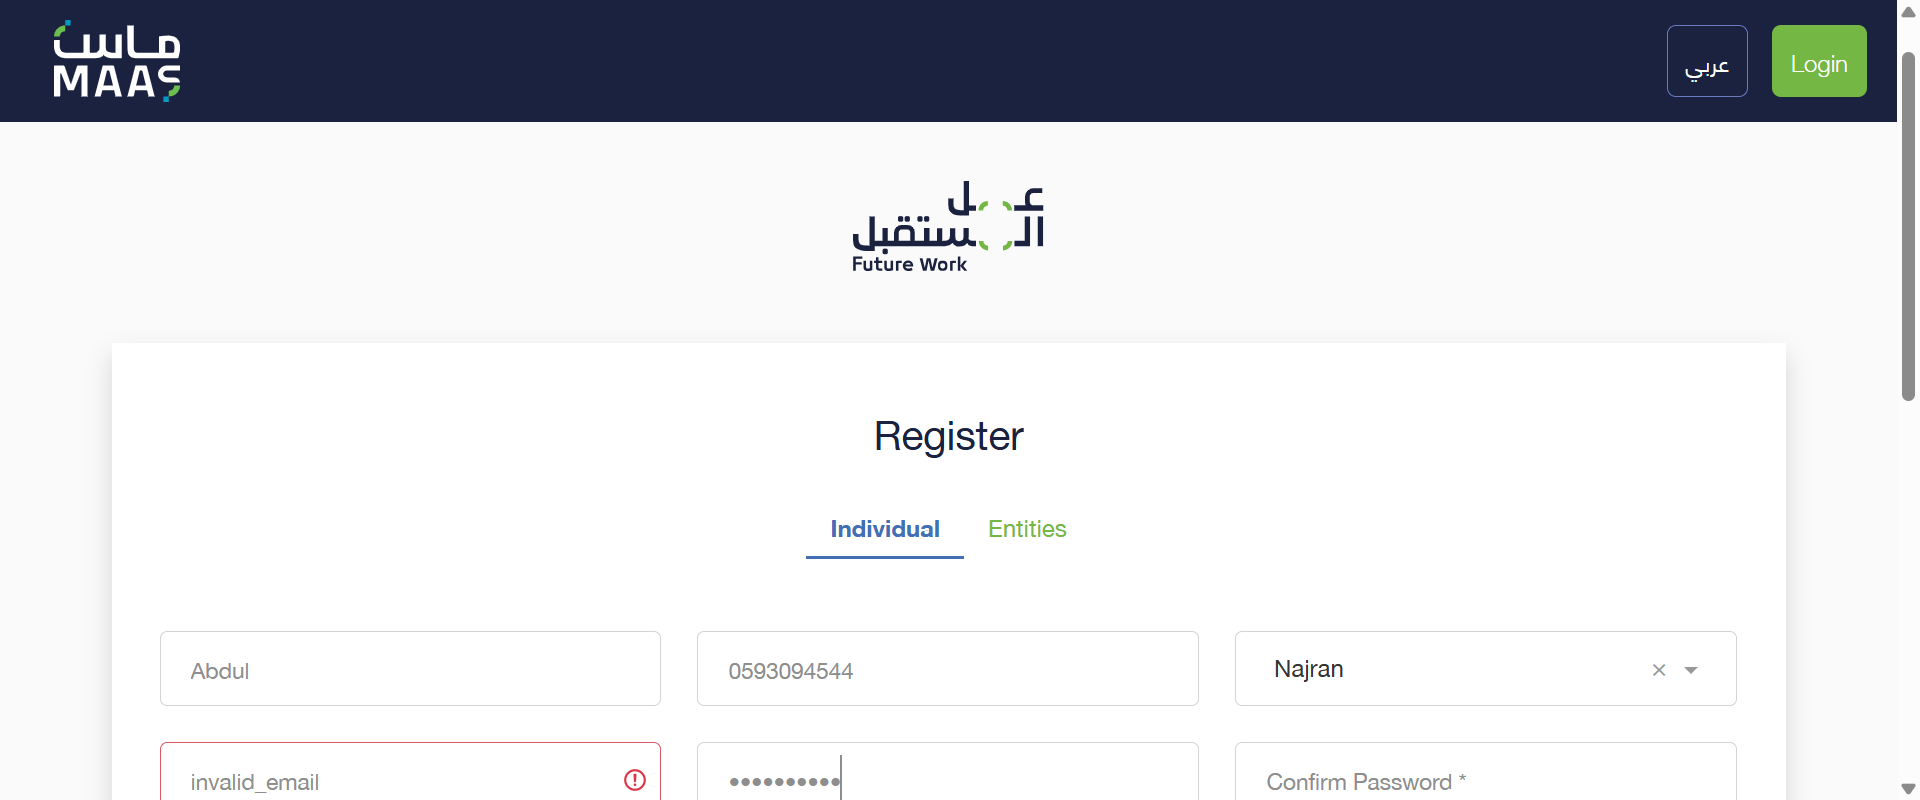 ماس
MAAS
عربي
Login
عمل
المستقبل
Future Work
Register
Individual
Entities
Abdul
0593094544
Najran
invalid_email
••••••••••
Confirm Password *